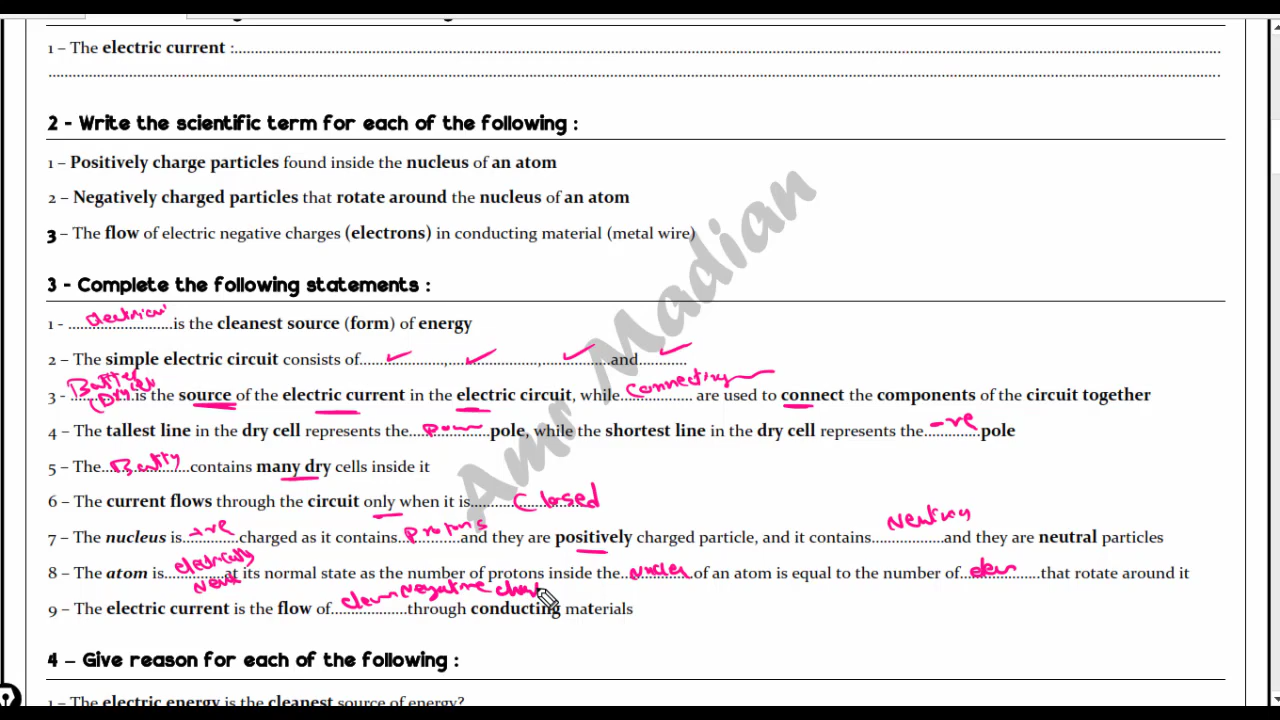 1 – The electric current :
2 - Write the scientific term for each of the following :
1 – Positively charge particles found inside the nucleus of an atom
2 – Negatively charged particles that rotate around the nucleus of an atom
3 – The flow of electric negative charges (electrons) in conducting material (metal wire)
3 - Complete the following statements :
1 - ........................is the cleanest source (form) of energy
2 – The simple electric circuit consists of....................,....................,................and............
3 - Battery (Dry is the source of the electric current in the electric circuit, while connecting are used to connect the components of the circuit together
4 – The tallest line in the dry cell represents the................pole, while the shortest line in the dry cell represents the -ve pole
5 – The contains many dry cells inside it
6 – The current flows through the circuit only when it is closed
7 – The nucleus is +ve charged as it contains Protons and they are positively charged particle, and it contains and they are neutral particles
8 – The atom is electrically at its normal state as the number of protons inside the of an atom is equal to the number of that rotate around it
9 – The electric current is the flow of Negative through conducting materials
4 – Give reason for each of the following :
1 – The electric energy is the cleanest source of energy?
Amr Madian